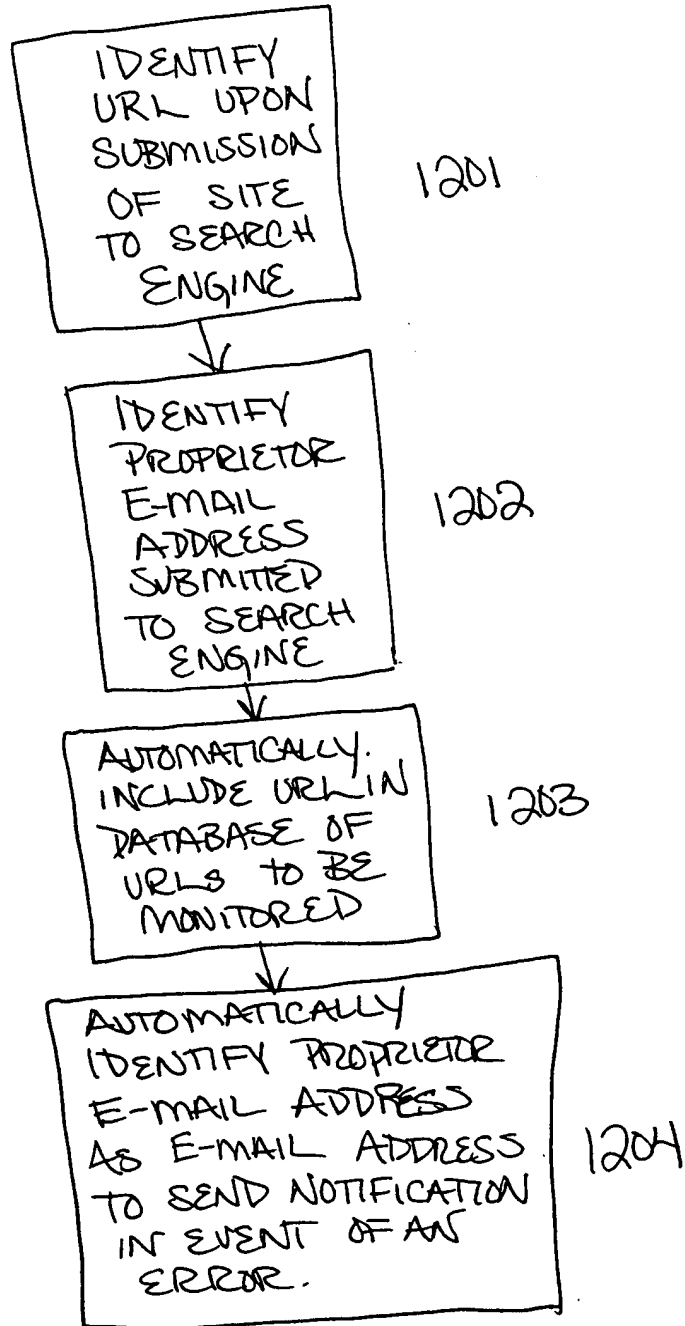 IDENTIFY
URL UPON
SUBMISSION
OF SITE
TO SEARCH
ENGINE
1201
IDENTIFY
PROPRIETOR
E-MAIL
ADDRESS
SUBMITTED
TO SEARCH
ENGINE
1202
AUTOMATICALLY.
INCLUDE URL IN
DATABASE OF
URLS TO BE
MONITORED
1203
AUTOMATICALLY
IDENTIFY PROPRIETOR
E-MAIL ADDRESS
AS E-MAIL ADDRESS
TO SEND NOTIFICATION
IN EVENT OF AN
ERROR.
1204